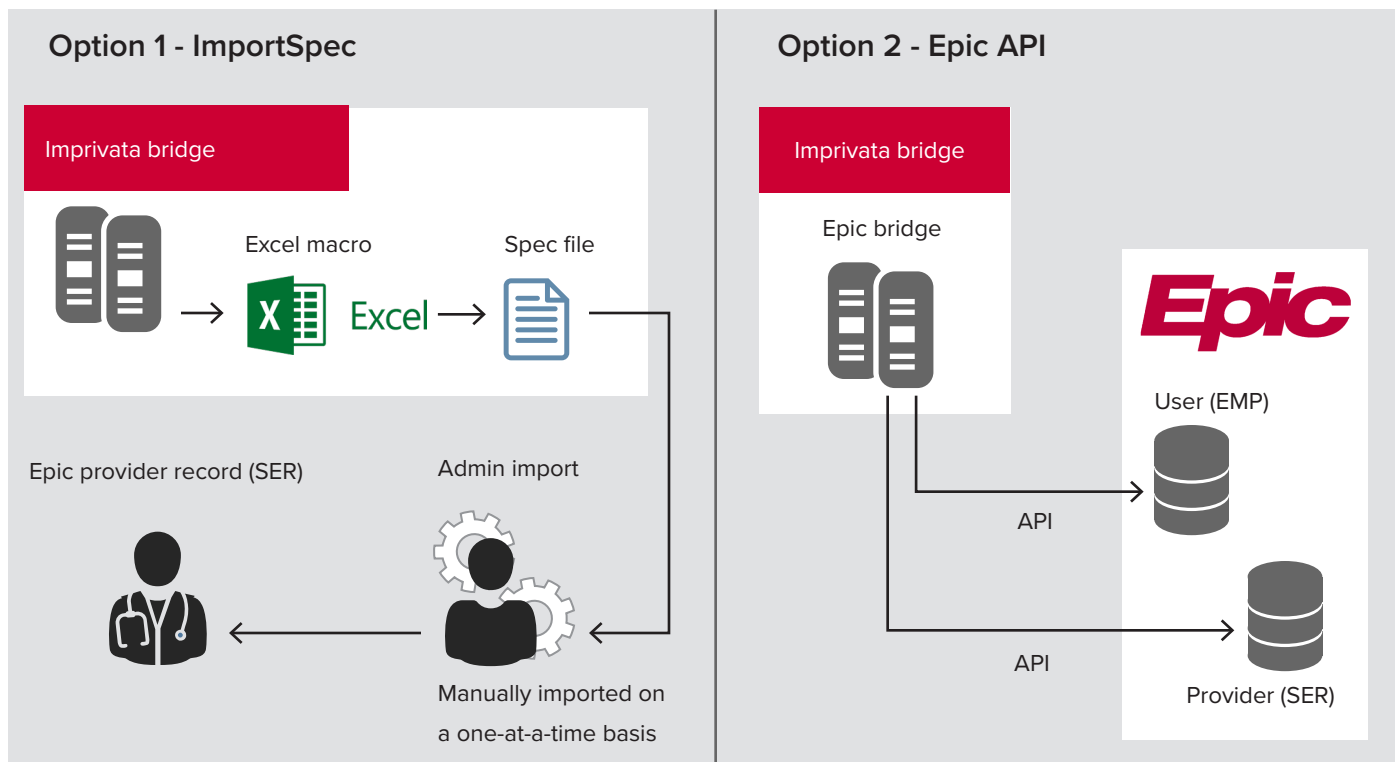 Option 1 - ImportSpec
Imprivata bridge
Excel macro
Spec file
X
Excel
Epic provider record (SER)
Admin import
Manually imported on
a one-at-a-time basis
Option 2 - Epic API
Imprivata bridge
Epic bridge
Epic
User (EMP)
API
API
Provider (SER)